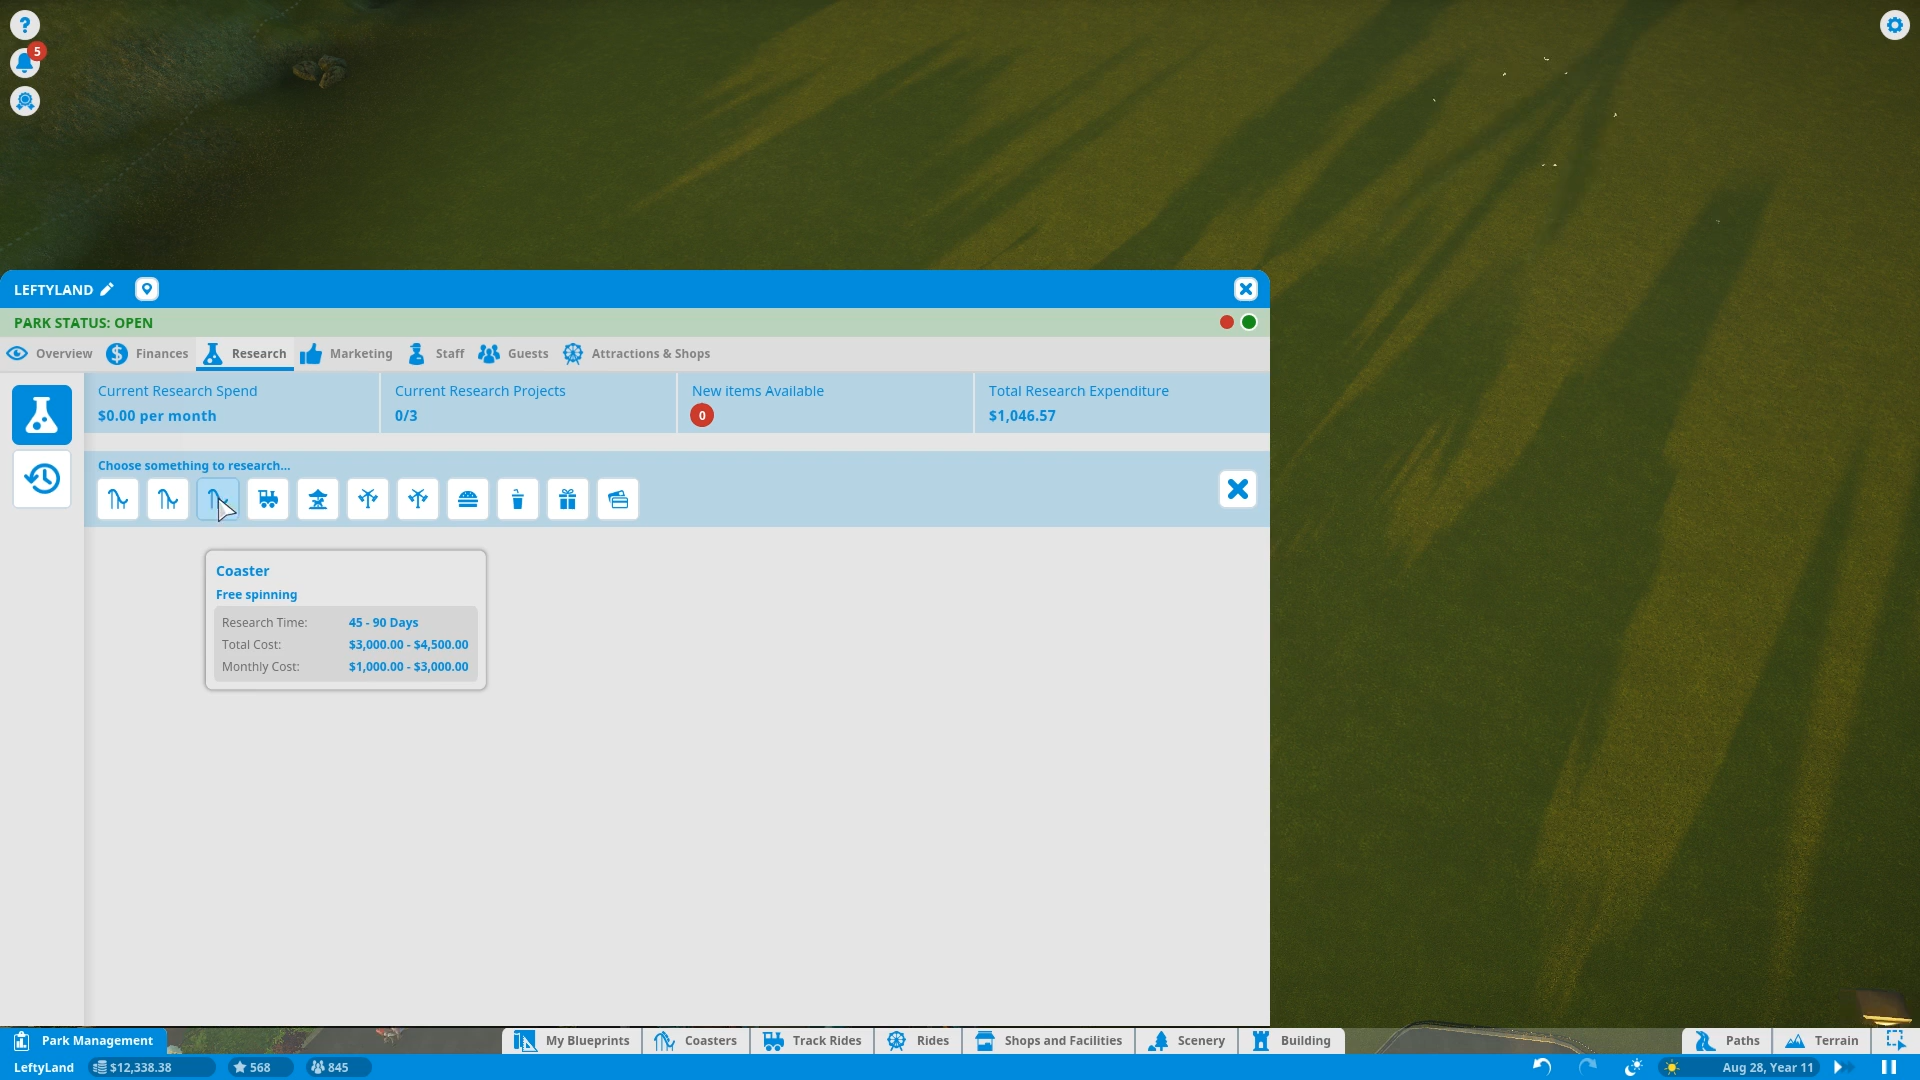 5
LEFTYLAND
PARK STATUS: OPEN
Overview Finances Research Marketing Staff Guests Attractions & Shops
Current Research Spend Current Research Projects New items Available Total Research Expenditure
$0.00 per month 0/3 0 $1,046.57
Choose something to research...
Coaster
Free spinning
Research Time: 45 - 90 Days
Total Cost: $3,000.00 - $4,500.00
Monthly Cost: $1,000.00 - $3,000.00
Park Management My Blueprints Coasters Track Rides Rides Shops and Facilities Scenery Building Paths Terrain
LeftyLand $12,338.38 568 845 Aug 28, Year 11